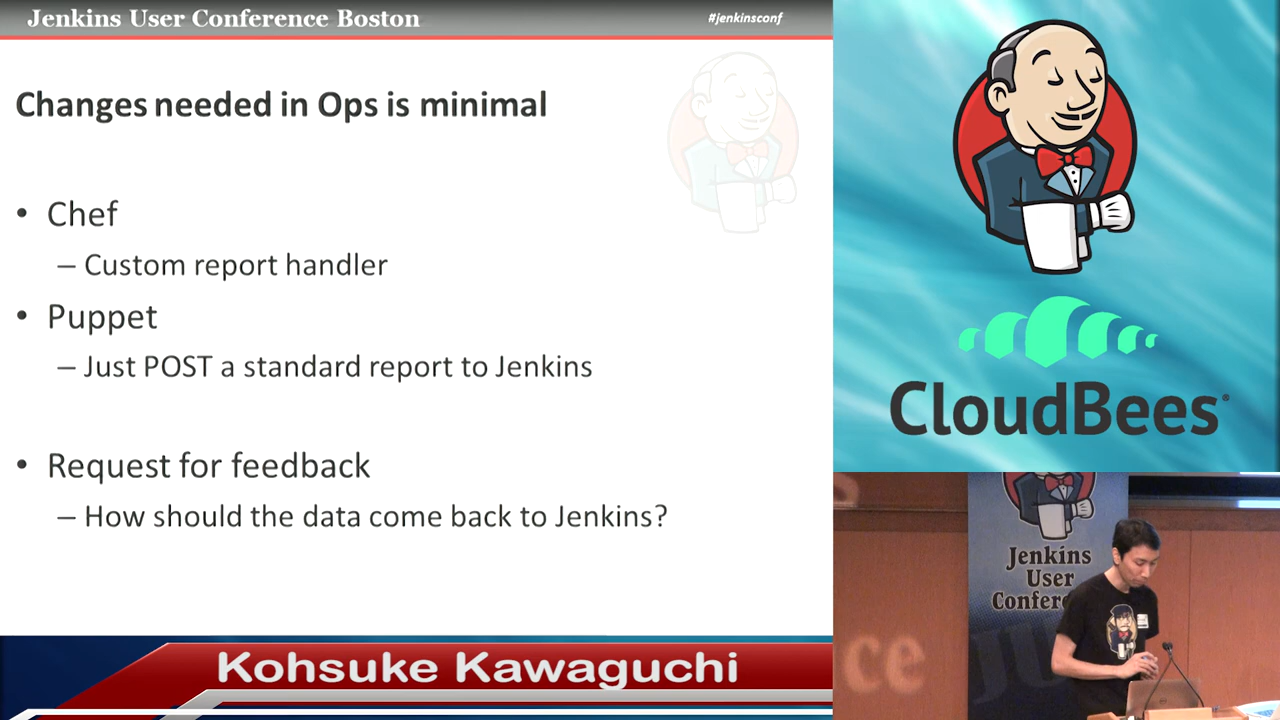 Jenkins User Conference Boston
#jenkinsconf
Changes needed in Ops is minimal
• Chef
– Custom report handler
• Puppet
– Just POST a standard report to Jenkins
• Request for feedback
– How should the data come back to Jenkins?
Kohsuke Kawaguchi
CloudBees®
Jenkins
User
Confere
ce